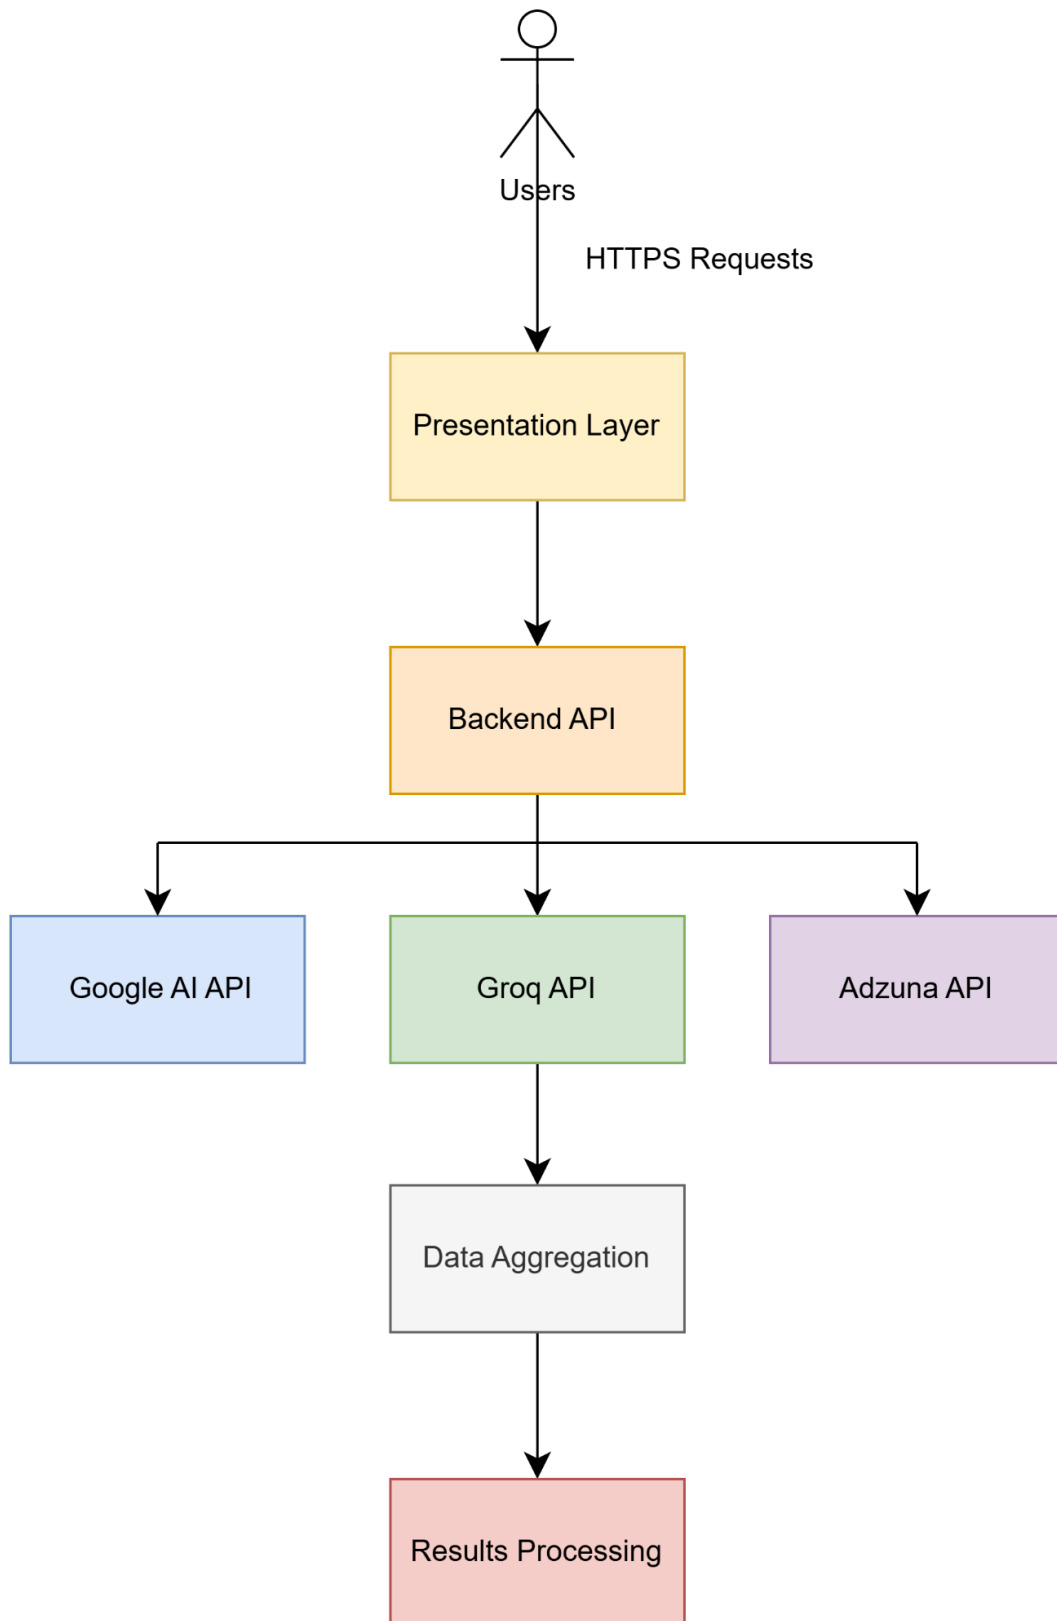 Users
HTTPS Requests
Presentation Layer
Backend API
Google AI API
Groq API
Adzuna API
Data Aggregation
Results Processing